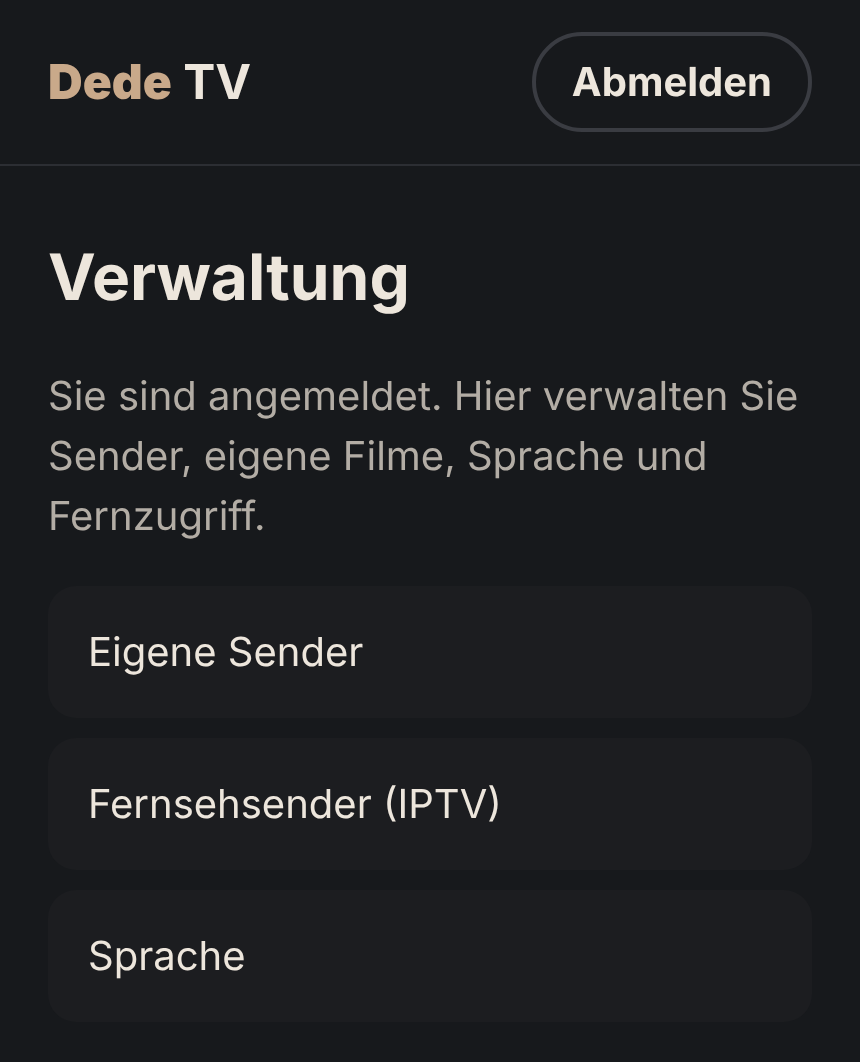 Dede TV
Abmelden
Verwaltung
Sie sind angemeldet. Hier verwalten Sie
Sender, eigene Filme, Sprache und
Fernzugriff.
Eigene Sender
Fernsehsender (IPTV)
Sprache